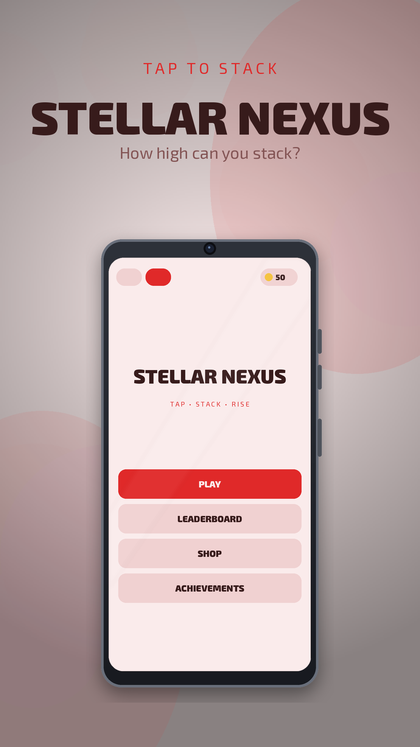 TAP TO STACK
STELLAR NEXUS
How high can you stack?
50
STELLAR NEXUS
TAP • STACK • RISE
PLAY
LEADERBOARD
SHOP
ACHIEVEMENTS